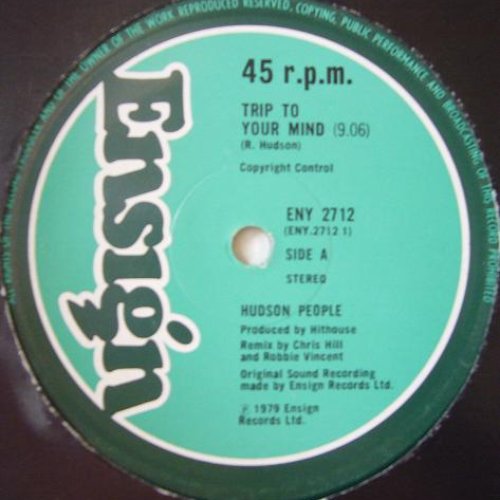 OF THE WORK REPRODUCED RESERVED, COPYING, PUBLIC PERFORMANCE AND BROADCASTING OF THIS RECORD PROHIBITED
Ensign
45 r.p.m.
TRIP TO
YOUR MIND (9.06)
(R. Hudson)
Copyright Control
ENY 2712
(ENY.2712 1)
SIDE A
STEREO
HUDSON PEOPLE
Produced by Hithouse
Remix by Chris Hill
and Robbie Vincent
Original Sound Recording
made by Ensign Records Ltd.
℗ 1979 Ensign
Records Ltd.